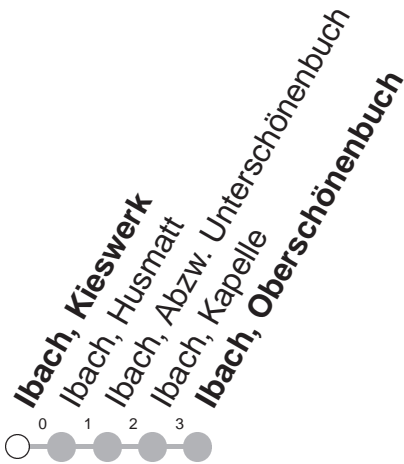 Ibach, Kieswerk
Ibach, Husmatt
Ibach, Abzw. Unterschönenbuch
Ibach, Kapelle
Ibach, Oberschönenbuch
0 1 2 3